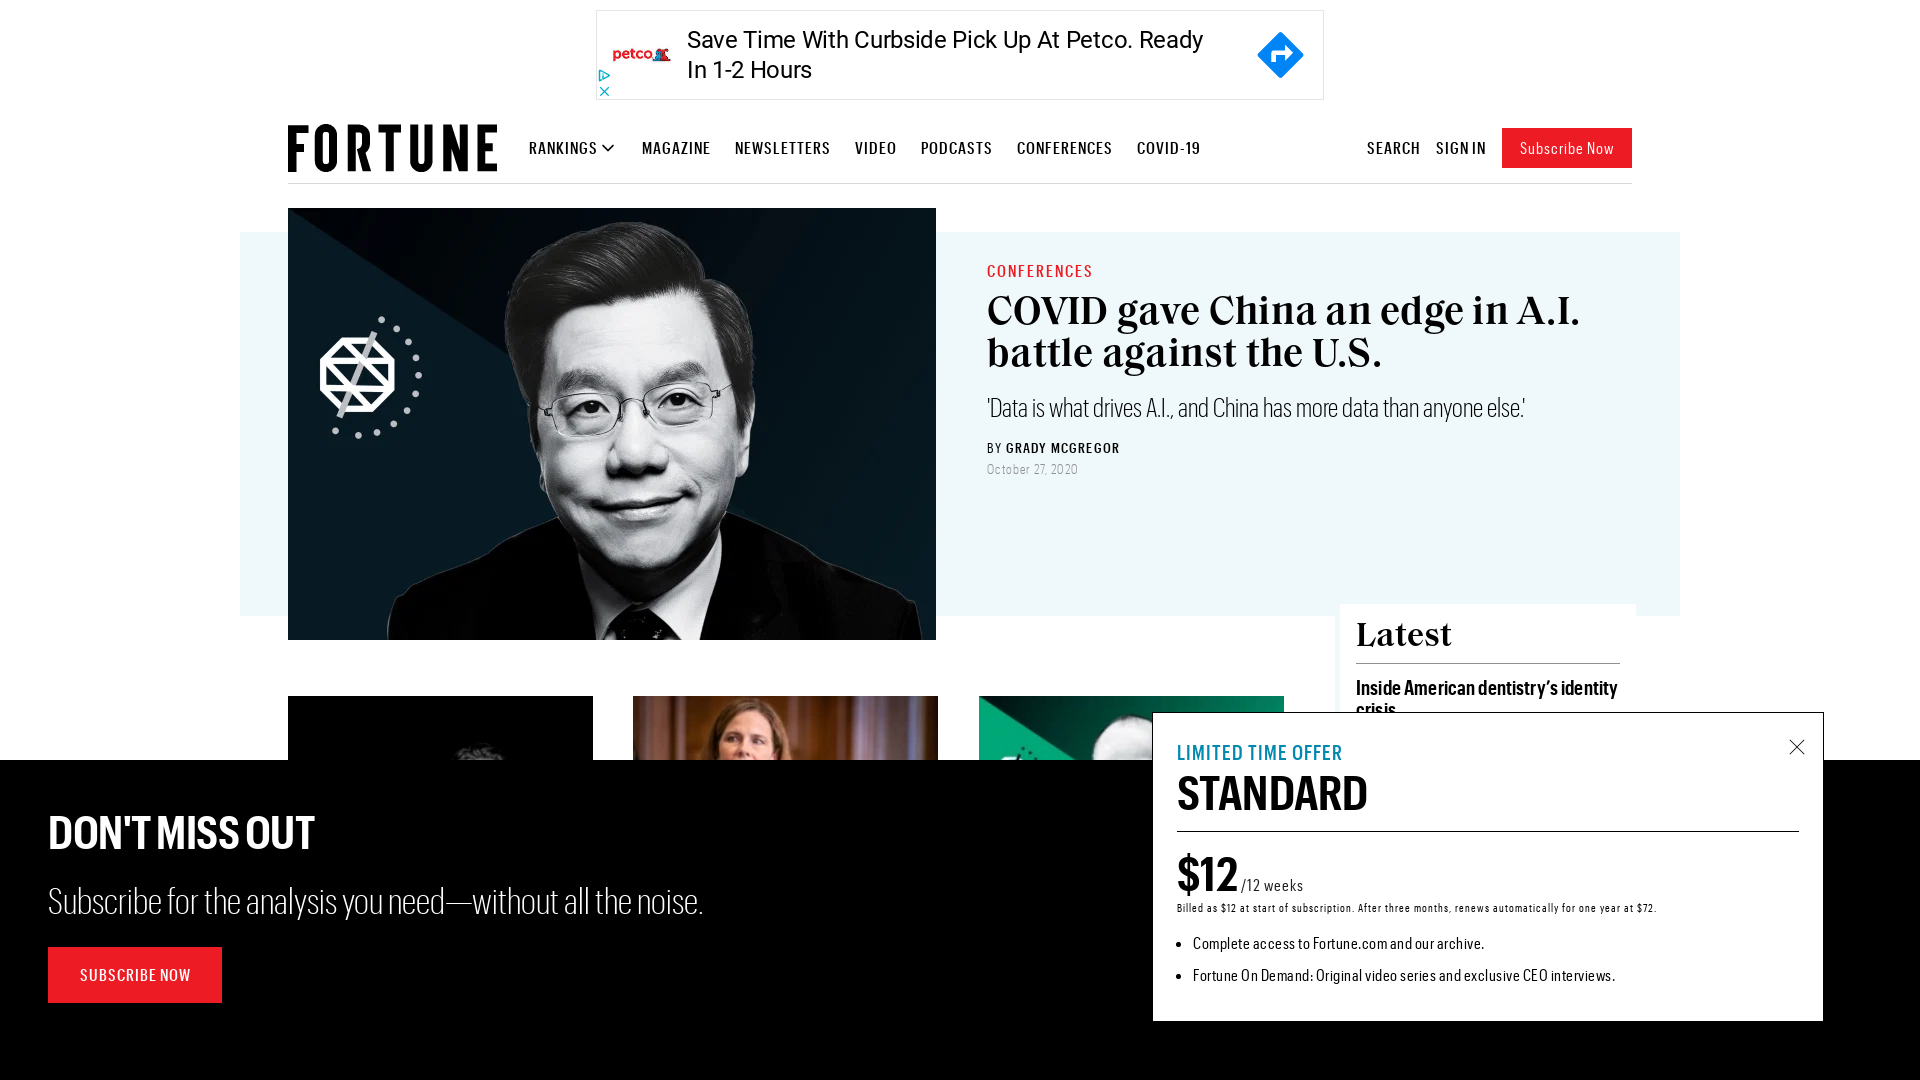 petco
Save Time With Curbside Pick Up At Petco. Ready
In 1-2 Hours
FORTUNE
RANKINGS
MAGAZINE
NEWSLETTERS
VIDEO
PODCASTS
CONFERENCES
COVID-19
SEARCH
SIGN IN
Subscribe Now
CONFERENCES
COVID gave China an edge in A.I.
battle against the U.S.
'Data is what drives A.I., and China has more data than anyone else.'
BY GRADY MCGREGOR
October 27, 2020
Latest
Inside American dentistry’s identity
crisis
DON'T MISS OUT
Subscribe for the analysis you need—without all the noise.
SUBSCRIBE NOW
LIMITED TIME OFFER
STANDARD
$12 /12 weeks
Billed as $12 at start of subscription. After three months, renews automatically for one year at $72.
• Complete access to Fortune.com and our archive.
• Fortune On Demand: Original video series and exclusive CEO interviews.